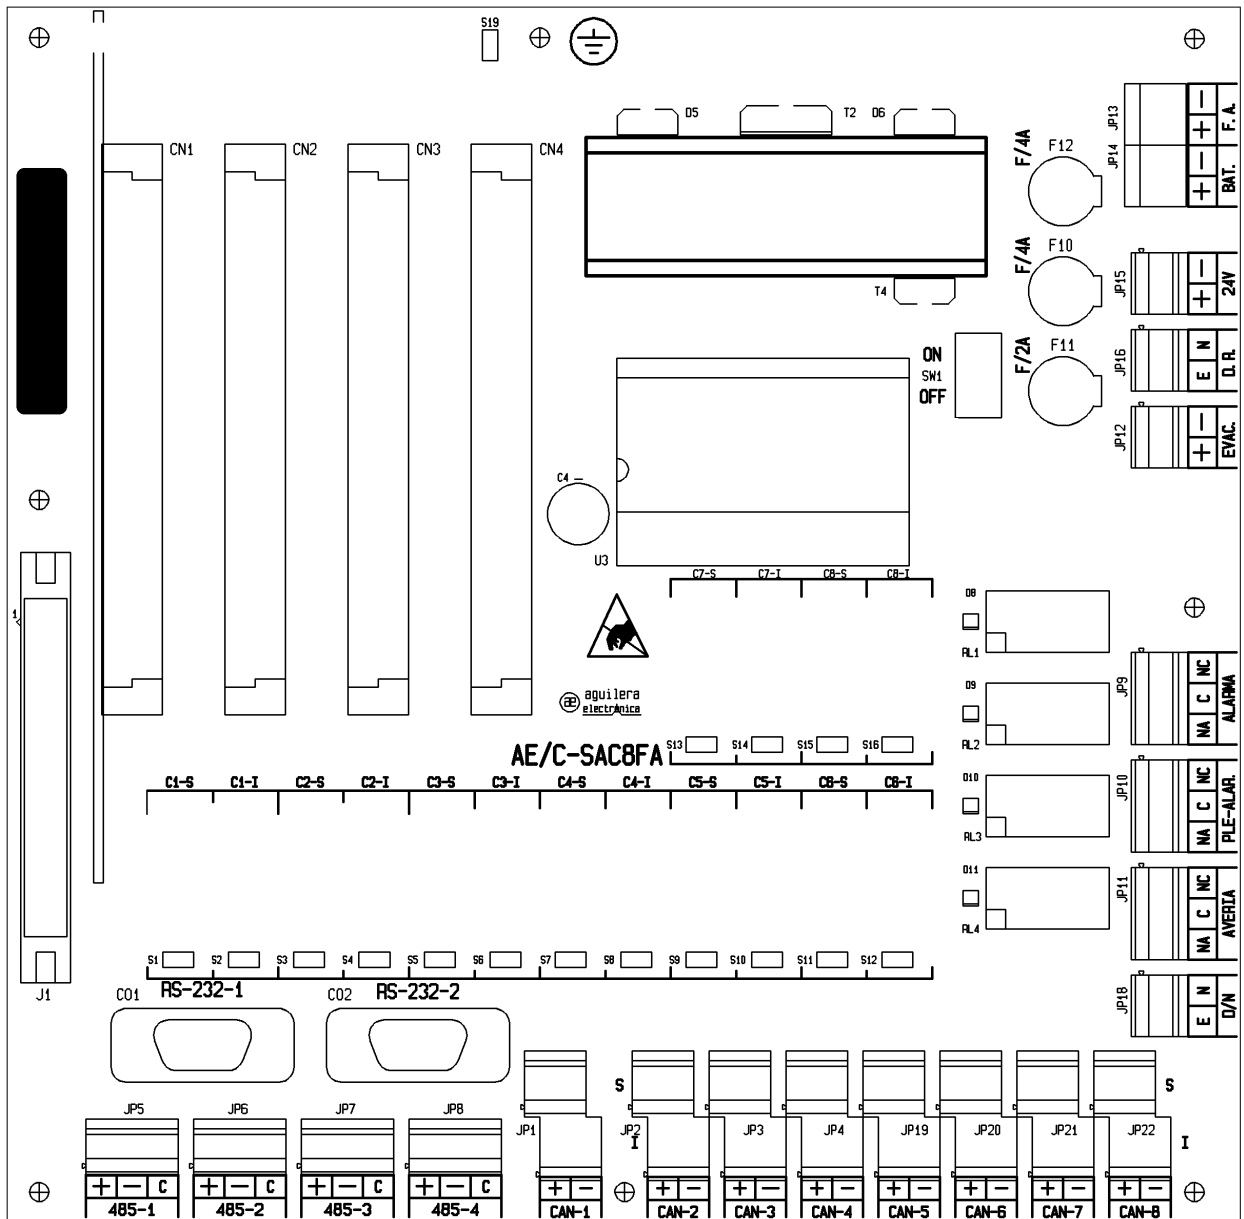 S19
D5
T2
D6
JP13
+ -
F. A.
JP14
+ -
BAT.
CN1
CN2
CN3
CN4
F/4A
F12
F/4A
F10
T4
JP15
+ -
24V
F/2A
F11
ON
SW1
OFF
JP16
E N
D.R.
JP12
+ -
EVAC.
C4 -
U3
C7-S
C7-I
C8-S
C8-I
1
D8
RL1
JP9
NA C NC
ALARMA
D9
RL2
ae aguilera
electrónica
AE/C-SAC8FA
S13
S14
S15
S16
C1-S
C1-I
C2-S
C2-I
C3-S
C3-I
C4-S
C4-I
C5-S
C5-I
C6-S
C6-I
D10
RL3
JP10
NA C NC
PLE-ALAR.
D11
RL4
JP11
NA C NC
AVERIA
S1
S2
S3
S4
S5
S6
S7
S8
S9
S10
S11
S12
J1
CO1
RS-232-1
CO2
RS-232-2
JP18
E N
D/N
S
S
JP5
JP6
JP7
JP8
JP1
JP2
I
JP3
JP4
JP19
JP20
JP21
JP22
I
+ - C
+ - C
+ - C
+ - C
+ -
+ -
+ -
+ -
+ -
+ -
+ -
+ -
485-1
485-2
485-3
485-4
CAN-1
CAN-2
CAN-3
CAN-4
CAN-5
CAN-6
CAN-7
CAN-8